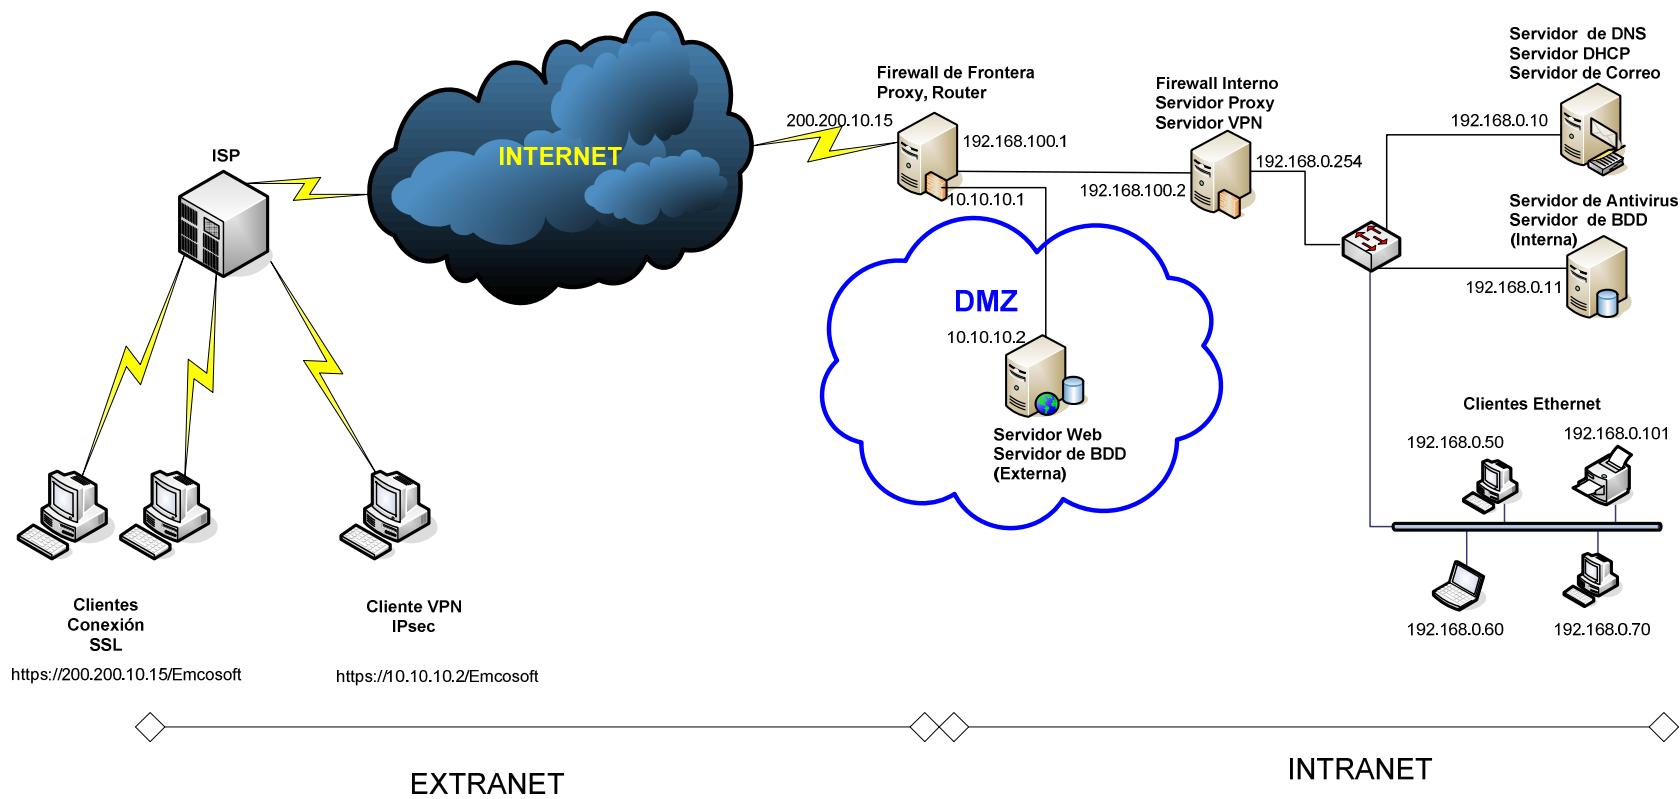 Servidor  de DNS
Servidor DHCP
Servidor de Correo
192.168.0.10
Firewall de Frontera
Proxy, Router
200.200.10.15
192.168.100.1
10.10.10.1
Firewall Interno
Servidor Proxy
Servidor VPN
192.168.0.254
192.168.100.2
ISP
INTERNET
Servidor de Antivirus
Servidor  de BDD
(Interna)
192.168.0.11
DMZ
10.10.10.2
Servidor Web
Servidor de BDD
(Externa)
Clientes Ethernet
192.168.0.50
192.168.0.101
192.168.0.60
192.168.0.70
Clientes
Conexión
SSL
https://200.200.10.15/Emcosoft
Cliente VPN
IPsec
https://10.10.10.2/Emcosoft
EXTRANET
INTRANET